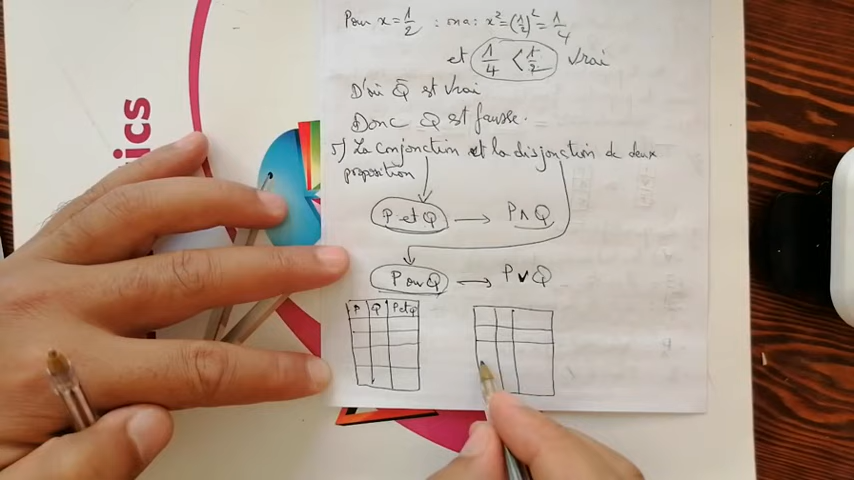 Pour x = 1/2 : on a : x² = (1/2)² = 1/4
et 1/4 < 1/2 vrai
D'où Q̄ est vrai
Donc Q est fausse.
5) La conjonction et la disjonction de deux
proposition
P et Q → P ∧ Q
P ou Q → P ∨ Q
P Q P et Q
ics